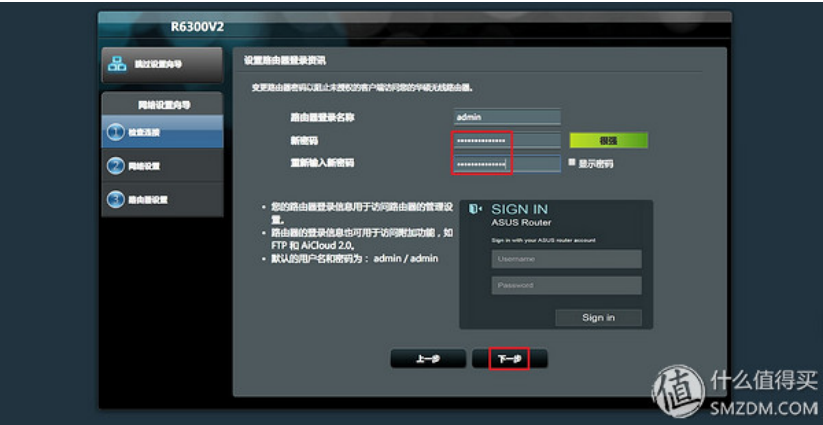 R6300V2
跳过设置向导
设置路由器登录资讯
变更路由器密码以阻止未授权的客户端访问您的华硕无线路由器。
网络设置向导
1 检查连接
2 网络设置
3 路由器设置
路由器登录名称
admin
新密码
••••••••••••••
很强
重新输入新密码
••••••••••••••
显示密码
• 您的路由器登录信息用于访问路由器的管理设
置。
• 路由器的登录信息也可用于访问附加功能，如
FTP 和 AiCloud 2.0。
• 默认的用户名和密码为： admin / admin
SIGN IN
ASUS Router
Sign in with your ASUS router account
Username
Password
Sign in
上一步
下一步
值 什么值得买
SMZDM.COM